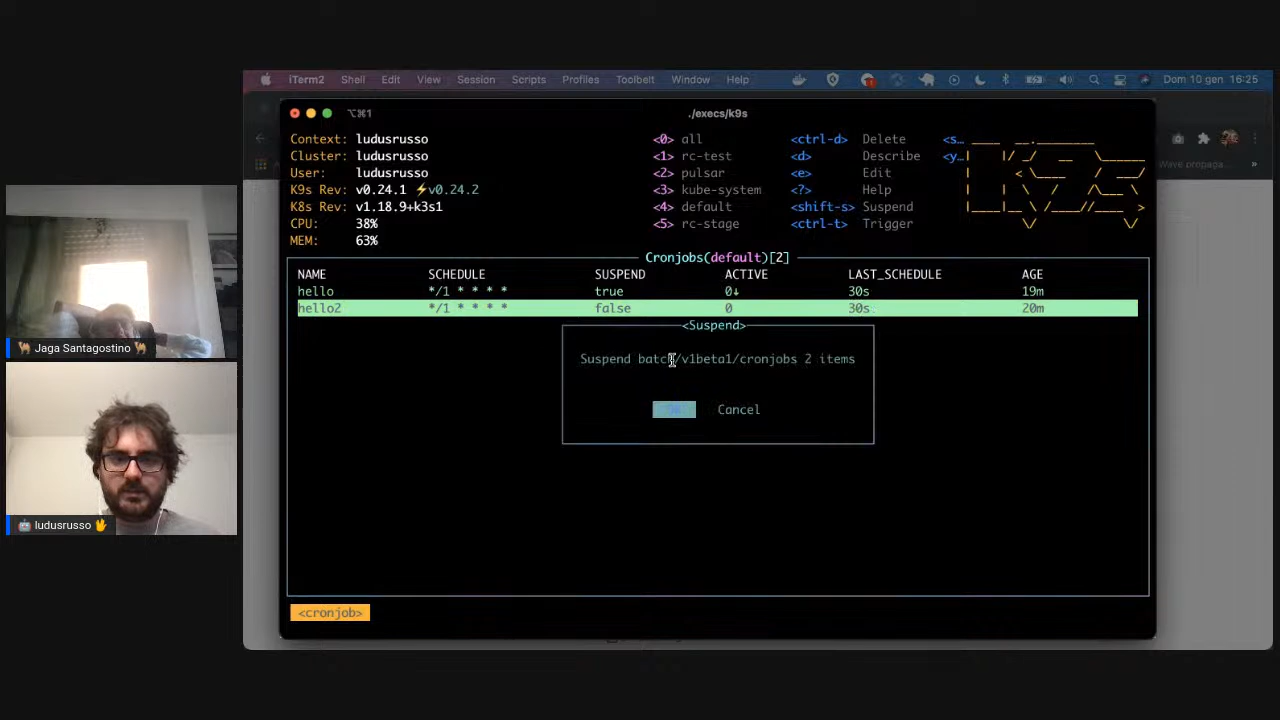 iTerm2 Shell Edit View Session Scripts Profiles Toolbelt Window Help Dom 10 gen 16:25
⌥⌘1 ./execs/k9s
Context: ludusrusso <0> all <ctrl-d> Delete <s…
Cluster: ludusrusso <1> rc-test <d> Describe <y…
User: ludusrusso <2> pulsar <e> Edit
K9s Rev: v0.24.1 ⚡v0.24.2 <3> kube-system <?> Help
K8s Rev: v1.18.9+k3s1 <4> default <shift-s> Suspend
CPU: 38% <5> rc-stage <ctrl-t> Trigger
MEM: 63%
Wave propaga…
Cronjobs(default)[2]
NAME SCHEDULE SUSPEND ACTIVE LAST_SCHEDULE AGE
hello */1 * * * * true 0↓ 30s 19m
hello2 */1 * * * * false 0 30s 20m
<Suspend>
Suspend batch/v1beta1/cronjobs 2 items
Cancel
<cronjob>
🐫 Jaga Santagostino 🐫
🤖 ludusrusso 🖖